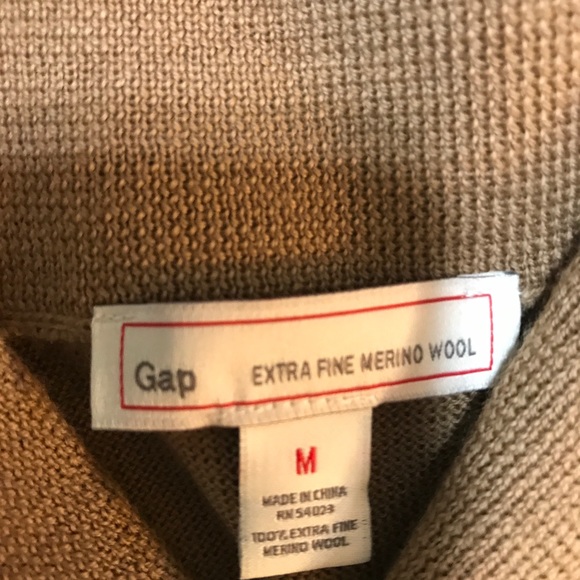 Gap EXTRA FINE MERINO WOOL
M
MADE IN CHINA
RN 54023
100% EXTRA FINE
MERINO WOOL